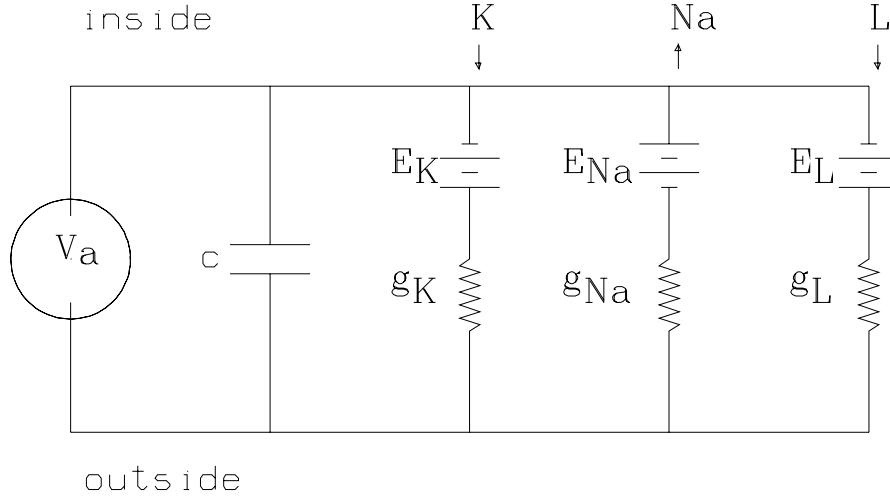 inside
K Na L
E_K E_Na E_L
Va c
g_K g_Na g_L
outside